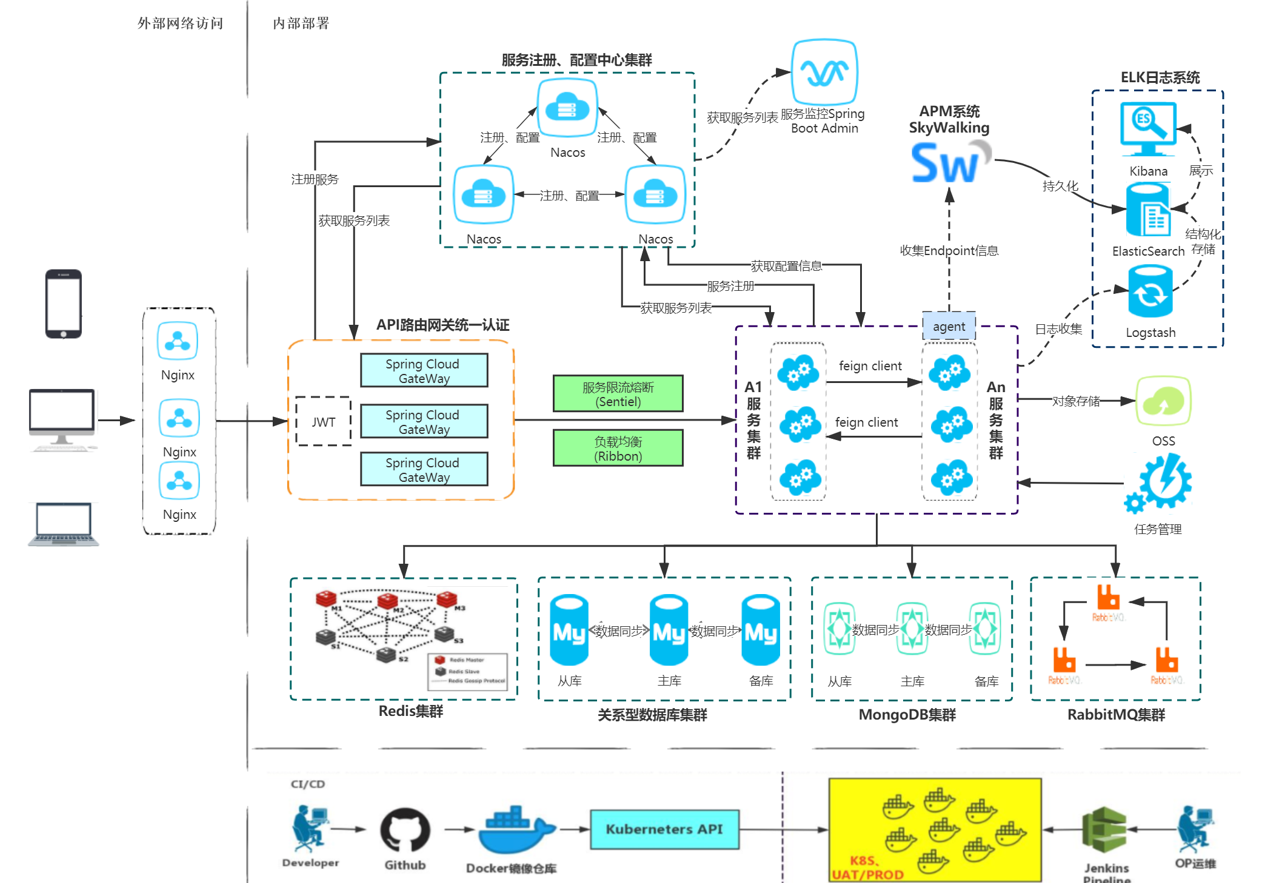 外部网络访问
内部部署
服务注册、配置中心集群
Nacos
注册、配置
注册、配置
Nacos
注册、配置
Nacos
获取服务列表
服务监控Spring
Boot Admin
APM系统
SkyWalking
Sw
持久化
收集Endpoint信息
ELK日志系统
ES
Kibana
展示
ElasticSearch
结构化
存储
Logstash
日志收集
注册服务
获取服务列表
获取配置信息
服务注册
获取服务列表
Nginx
Nginx
Nginx
API路由网关统一认证
JWT
Spring Cloud
GateWay
Spring Cloud
GateWay
Spring Cloud
GateWay
服务限流熔断
(Sentiel)
负载均衡
(Ribbon)
A1
服
务
集
群
feign client
feign client
agent
An
服
务
集
群
对象存储
OSS
任务管理
M1
M2
M3
S1
S2
S3
Redis Master
Redis Slave
Redis Gossip Protocol
Redis集群
My
数据同步
My
数据同步
My
从库
主库
备库
关系型数据库集群
数据同步
数据同步
从库
主库
备库
MongoDB集群
RabbitMQ
RabbitMQ
RabbitMQ
RabbitMQ集群
CI/CD
Developer
Github
Docker镜像仓库
Kuberneters API
K8S、
UAT/PROD
Jenkins
Pipeline
OP运维